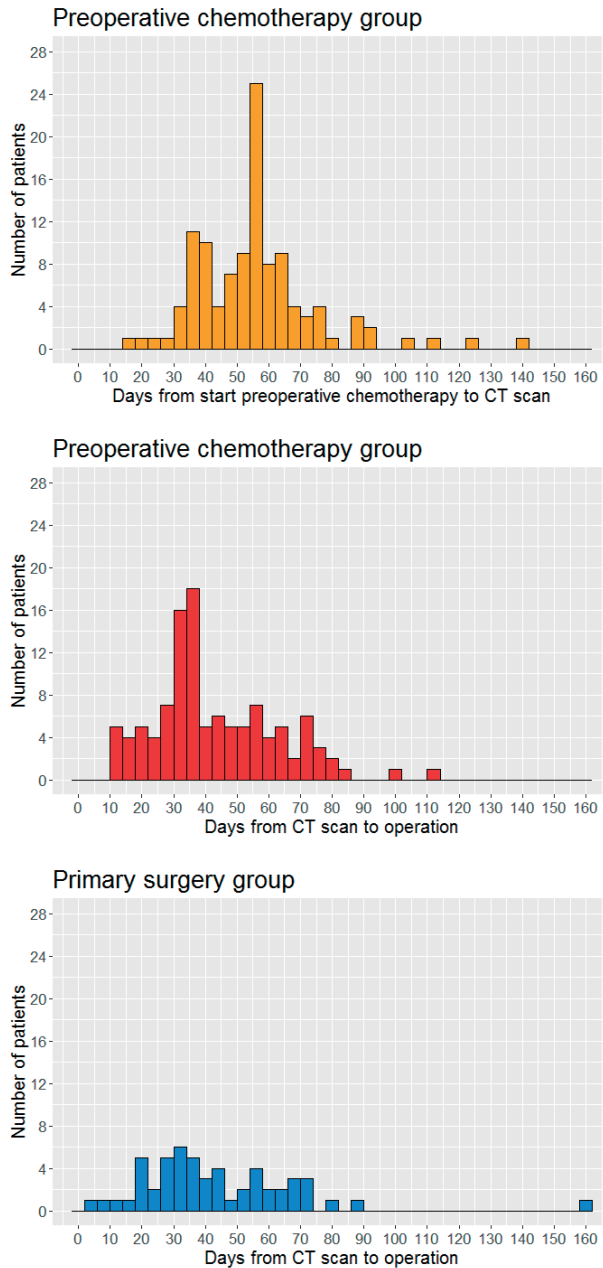 Preoperative chemotherapy group
28
24
20
16
12
8
4
0
Number of patients
0 10 20 30 40 50 60 70 80 90 100 110 120 130 140 150 160
Days from start preoperative chemotherapy to CT scan
Preoperative chemotherapy group
28
24
20
16
12
8
4
0
Number of patients
0 10 20 30 40 50 60 70 80 90 100 110 120 130 140 150 160
Days from CT scan to operation
Primary surgery group
28
24
20
16
12
8
4
0
Number of patients
0 10 20 30 40 50 60 70 80 90 100 110 120 130 140 150 160
Days from CT scan to operation